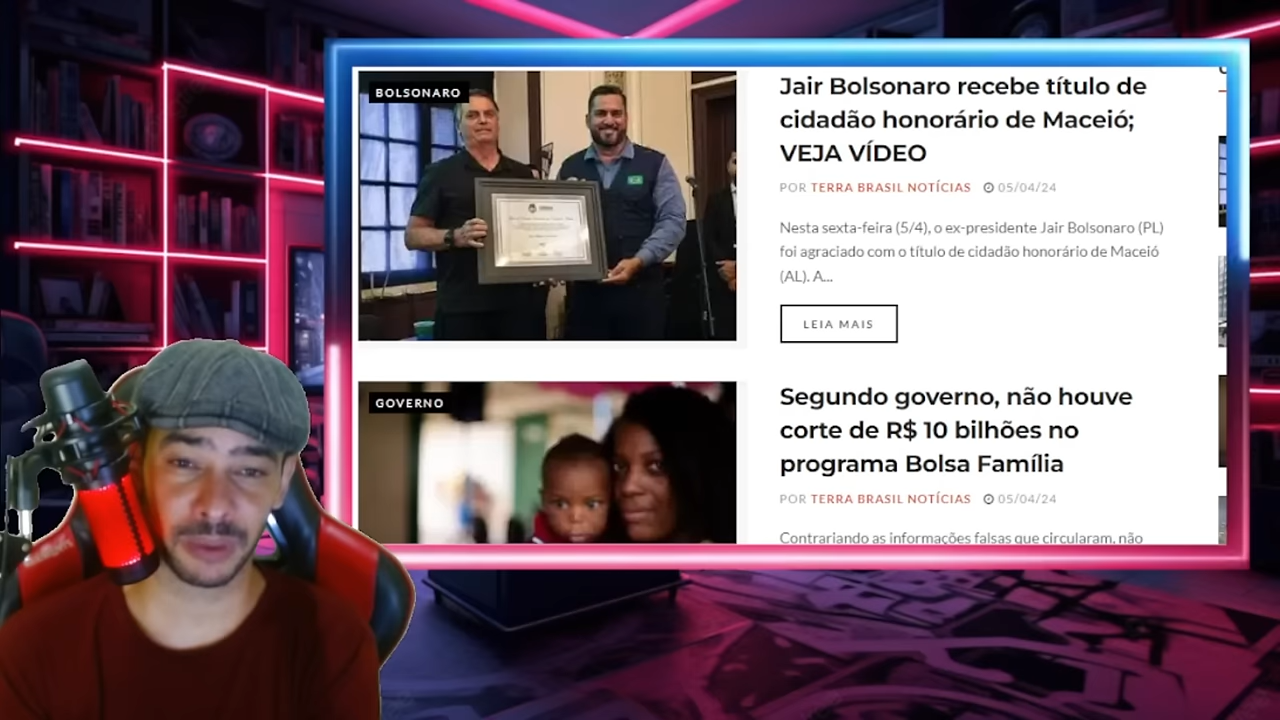 BOLSONARO
Jair Bolsonaro recebe título de
cidadão honorário de Maceió;
VEJA VÍDEO
POR TERRA BRASIL NOTÍCIAS 05/04/24
Nesta sexta-feira (5/4), o ex-presidente Jair Bolsonaro (PL)
foi agraciado com o título de cidadão honorário de Maceió
(AL). A...
LEIA MAIS
GOVERNO
Segundo governo, não houve
corte de R$ 10 bilhões no
programa Bolsa Família
POR TERRA BRASIL NOTÍCIAS 05/04/24
Contrariando as informações falsas que circularam, não